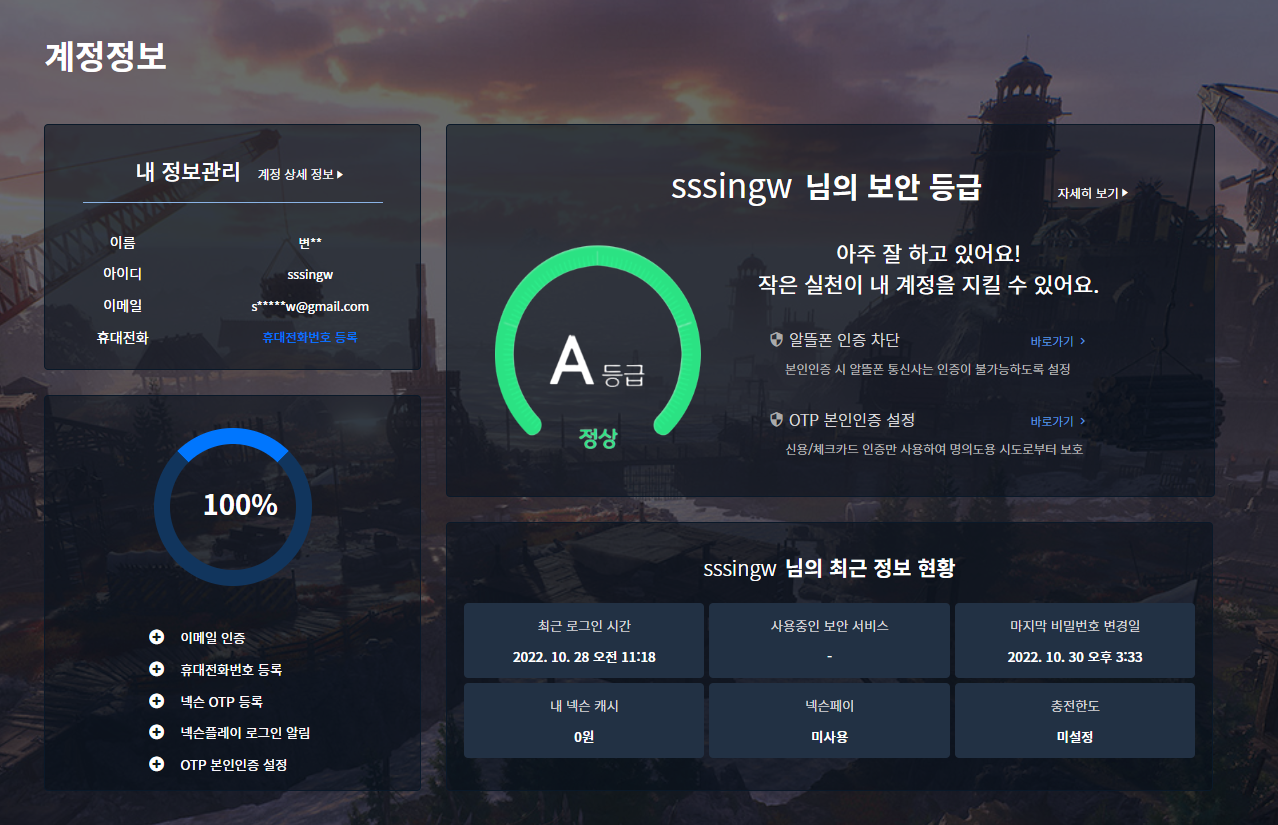 계정정보
내 정보관리 계정 상세 정보
이름 변**
아이디 sssingw
이메일 s*****w@gmail.com
휴대전화 휴대전화번호 등록
100%
이메일 인증
휴대전화번호 등록
넥슨 OTP 등록
넥슨플레이 로그인 알림
OTP 본인인증 설정
sssingw 님의 보안 등급 자세히 보기
A 등급
정상
아주 잘 하고 있어요!
작은 실천이 내 계정을 지킬 수 있어요.
알뜰폰 인증 차단 바로가기 >
본인인증 시 알뜰폰 통신사는 인증이 불가능하도록 설정
OTP 본인인증 설정 바로가기 >
신용/체크카드 인증만 사용하여 명의도용 시도로부터 보호
sssingw 님의 최근 정보 현황
최근 로그인 시간 사용중인 보안 서비스 마지막 비밀번호 변경일
2022. 10. 28 오전 11:18 - 2022. 10. 30 오후 3:33
내 넥슨 캐시 넥슨페이 충전한도
0원 미사용 미설정